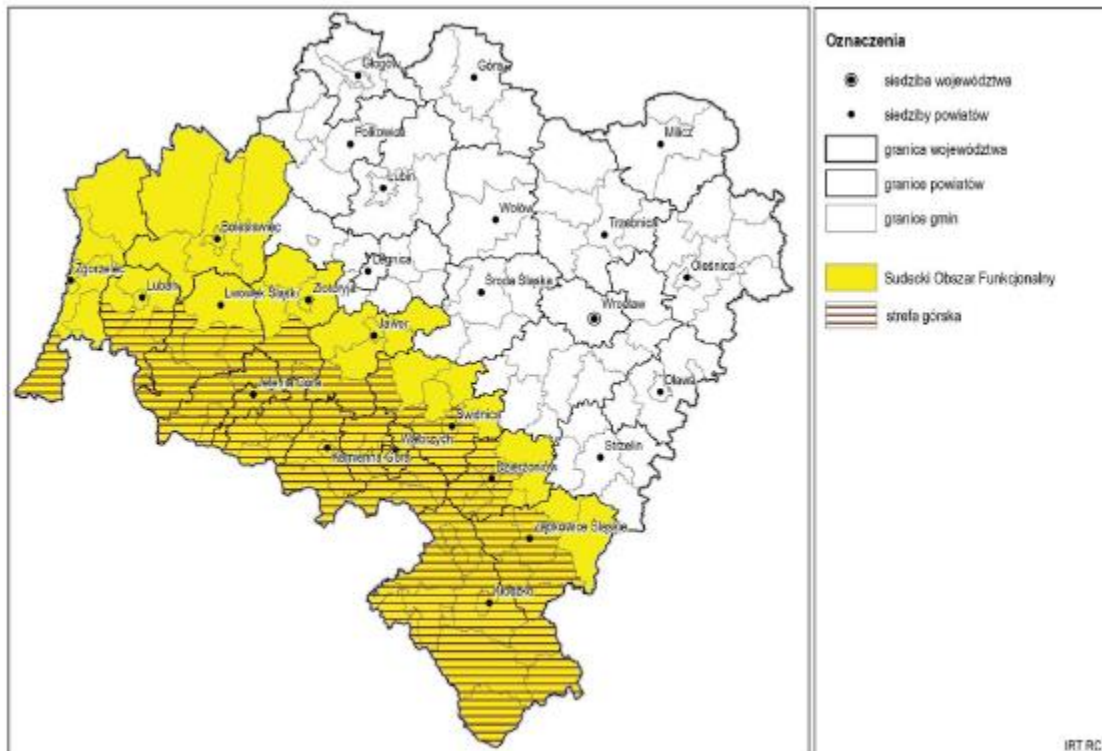 Głogów
Góra
Polkowice
Milicz
Lubin
Wołów
Trzebnica
Bolesławiec
Legnica
Oleśnica
Zgorzelec
Lubań
Lwówek Śląski
Złotoryja
Środa Śląska
Wrocław
Jawor
Jelenia Góra
Oława
Świdnica
Kamienna Góra
Wałbrzych
Strzelin
Dzierżoniów
Ząbkowice Śląskie
Kłodzko
Oznaczenia
siedziba województwa
siedziby powiatów
granica województwa
granice powiatów
granice gmin
Sudecki Obszar Funkcjonalny
strefa górska
IRT RC